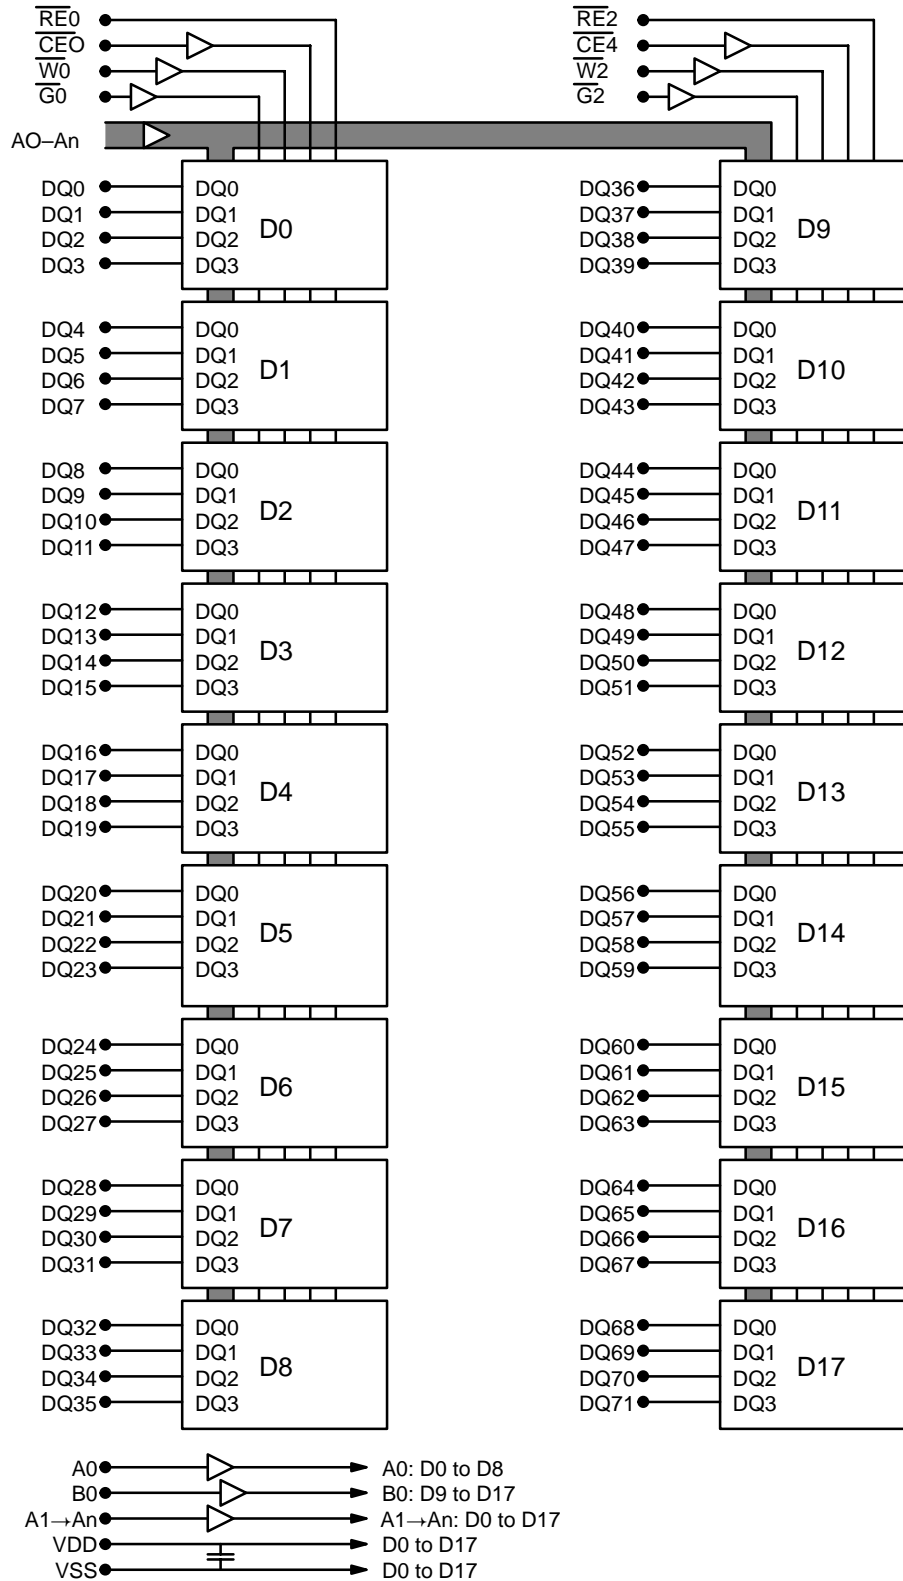 RE0
CEO
W0
G0
AO–An
DQ0 DQ0
DQ1 DQ1
DQ2 DQ2
DQ3 DQ3
D0
DQ4 DQ0
DQ5 DQ1
DQ6 DQ2
DQ7 DQ3
D1
DQ8 DQ0
DQ9 DQ1
DQ10 DQ2
DQ11 DQ3
D2
DQ12 DQ0
DQ13 DQ1
DQ14 DQ2
DQ15 DQ3
D3
DQ16 DQ0
DQ17 DQ1
DQ18 DQ2
DQ19 DQ3
D4
DQ20 DQ0
DQ21 DQ1
DQ22 DQ2
DQ23 DQ3
D5
DQ24 DQ0
DQ25 DQ1
DQ26 DQ2
DQ27 DQ3
D6
DQ28 DQ0
DQ29 DQ1
DQ30 DQ2
DQ31 DQ3
D7
DQ32 DQ0
DQ33 DQ1
DQ34 DQ2
DQ35 DQ3
D8
RE2
CE4
W2
G2
DQ36 DQ0
DQ37 DQ1
DQ38 DQ2
DQ39 DQ3
D9
DQ40 DQ0
DQ41 DQ1
DQ42 DQ2
DQ43 DQ3
D10
DQ44 DQ0
DQ45 DQ1
DQ46 DQ2
DQ47 DQ3
D11
DQ48 DQ0
DQ49 DQ1
DQ50 DQ2
DQ51 DQ3
D12
DQ52 DQ0
DQ53 DQ1
DQ54 DQ2
DQ55 DQ3
D13
DQ56 DQ0
DQ57 DQ1
DQ58 DQ2
DQ59 DQ3
D14
DQ60 DQ0
DQ61 DQ1
DQ62 DQ2
DQ63 DQ3
D15
DQ64 DQ0
DQ65 DQ1
DQ66 DQ2
DQ67 DQ3
D16
DQ68 DQ0
DQ69 DQ1
DQ70 DQ2
DQ71 DQ3
D17
A0 A0: D0 to D8
B0 B0: D9 to D17
A1→An A1→An: D0 to D17
VDD D0 to D17
VSS D0 to D17